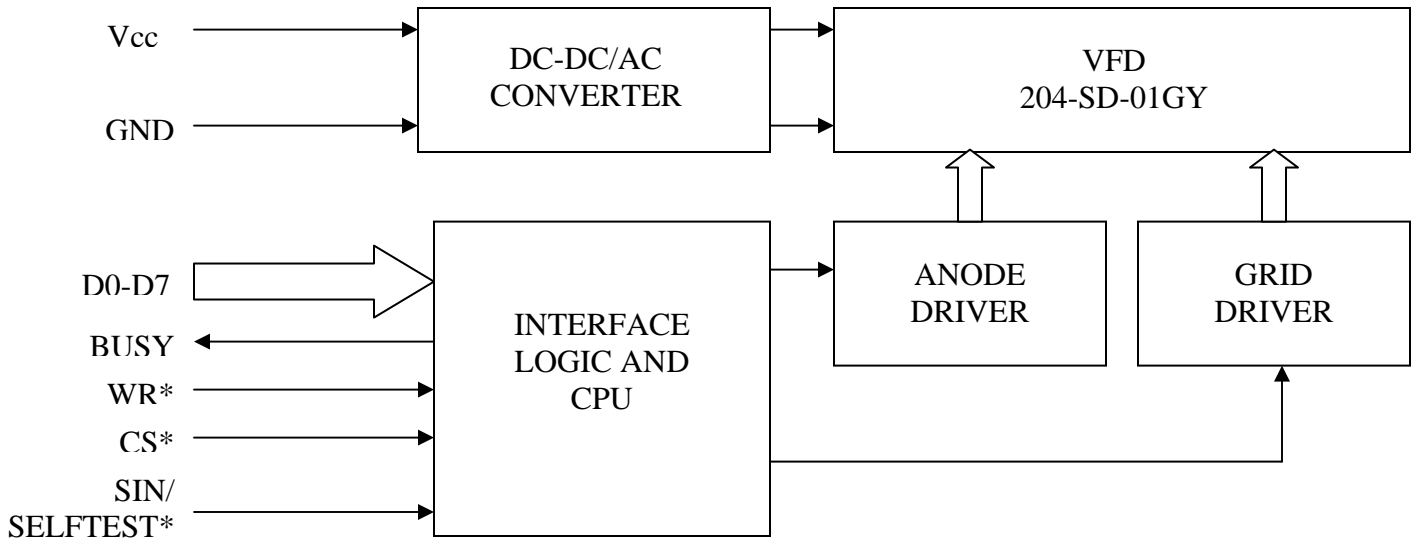 Vcc
GND
DC-DC/AC
CONVERTER
VFD
204-SD-01GY
D0-D7
BUSY
WR*
CS*
SIN/
SELFTEST*
INTERFACE
LOGIC AND
CPU
ANODE
DRIVER
GRID
DRIVER